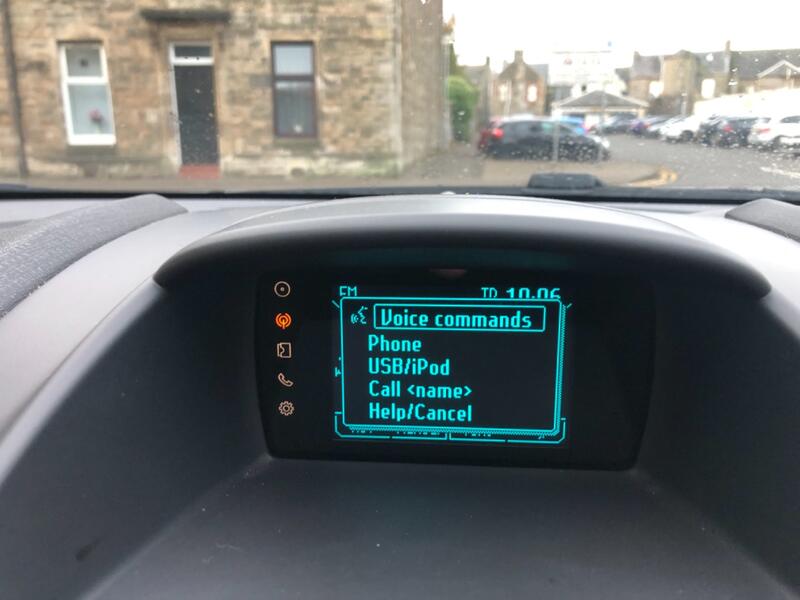 FM TP 10:06
Voice commands
Phone
USB/iPod
Call <name>
Help/Cancel